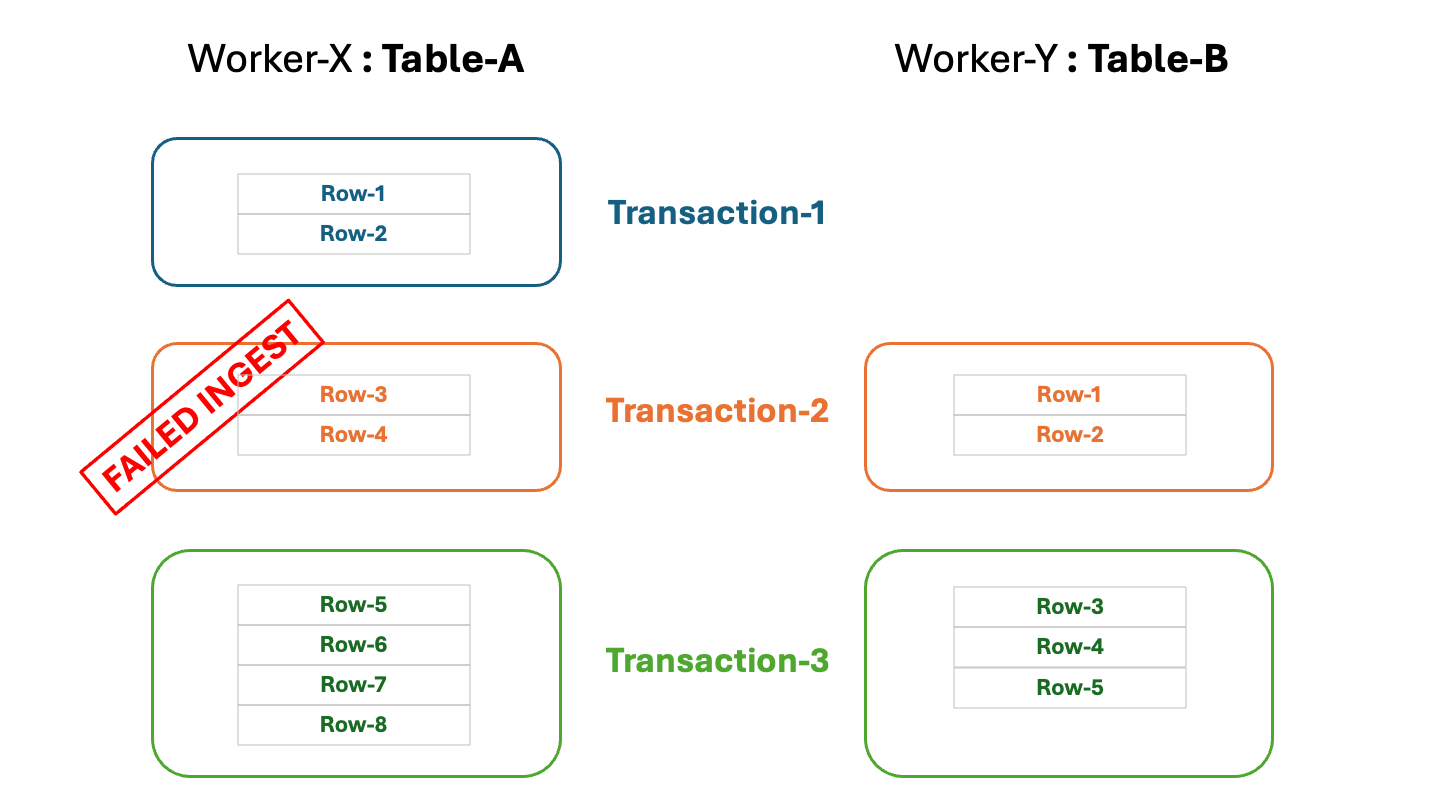 Worker-X : Table-A
Worker-Y : Table-B
Row-1
Row-2
Transaction-1
FAILED INGEST
Row-3
Row-4
Transaction-2
Row-1
Row-2
Row-5
Row-6
Row-7
Row-8
Transaction-3
Row-3
Row-4
Row-5